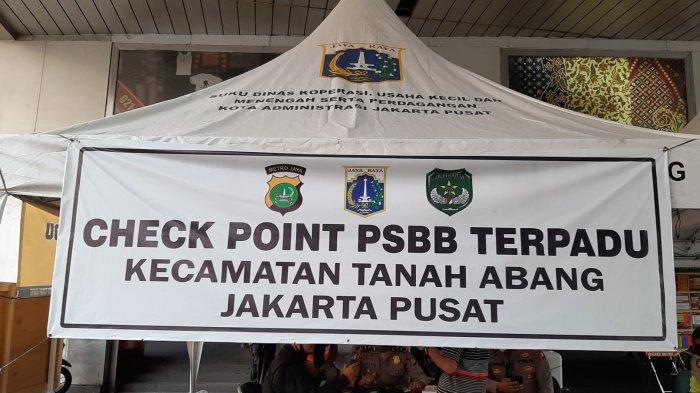 JAYA RAYA
SUKU DINAS KOPERASI, USAHA KECIL DAN
MENENGAH SERTA PERDAGANGAN
KOTA ADMINISTRASI JAKARTA PUSAT
METRO JAYA
JAYA RAYA
JAYAKARTA
CHECK POINT PSBB TERPADU
KECAMATAN TANAH ABANG
JAKARTA PUSAT
G